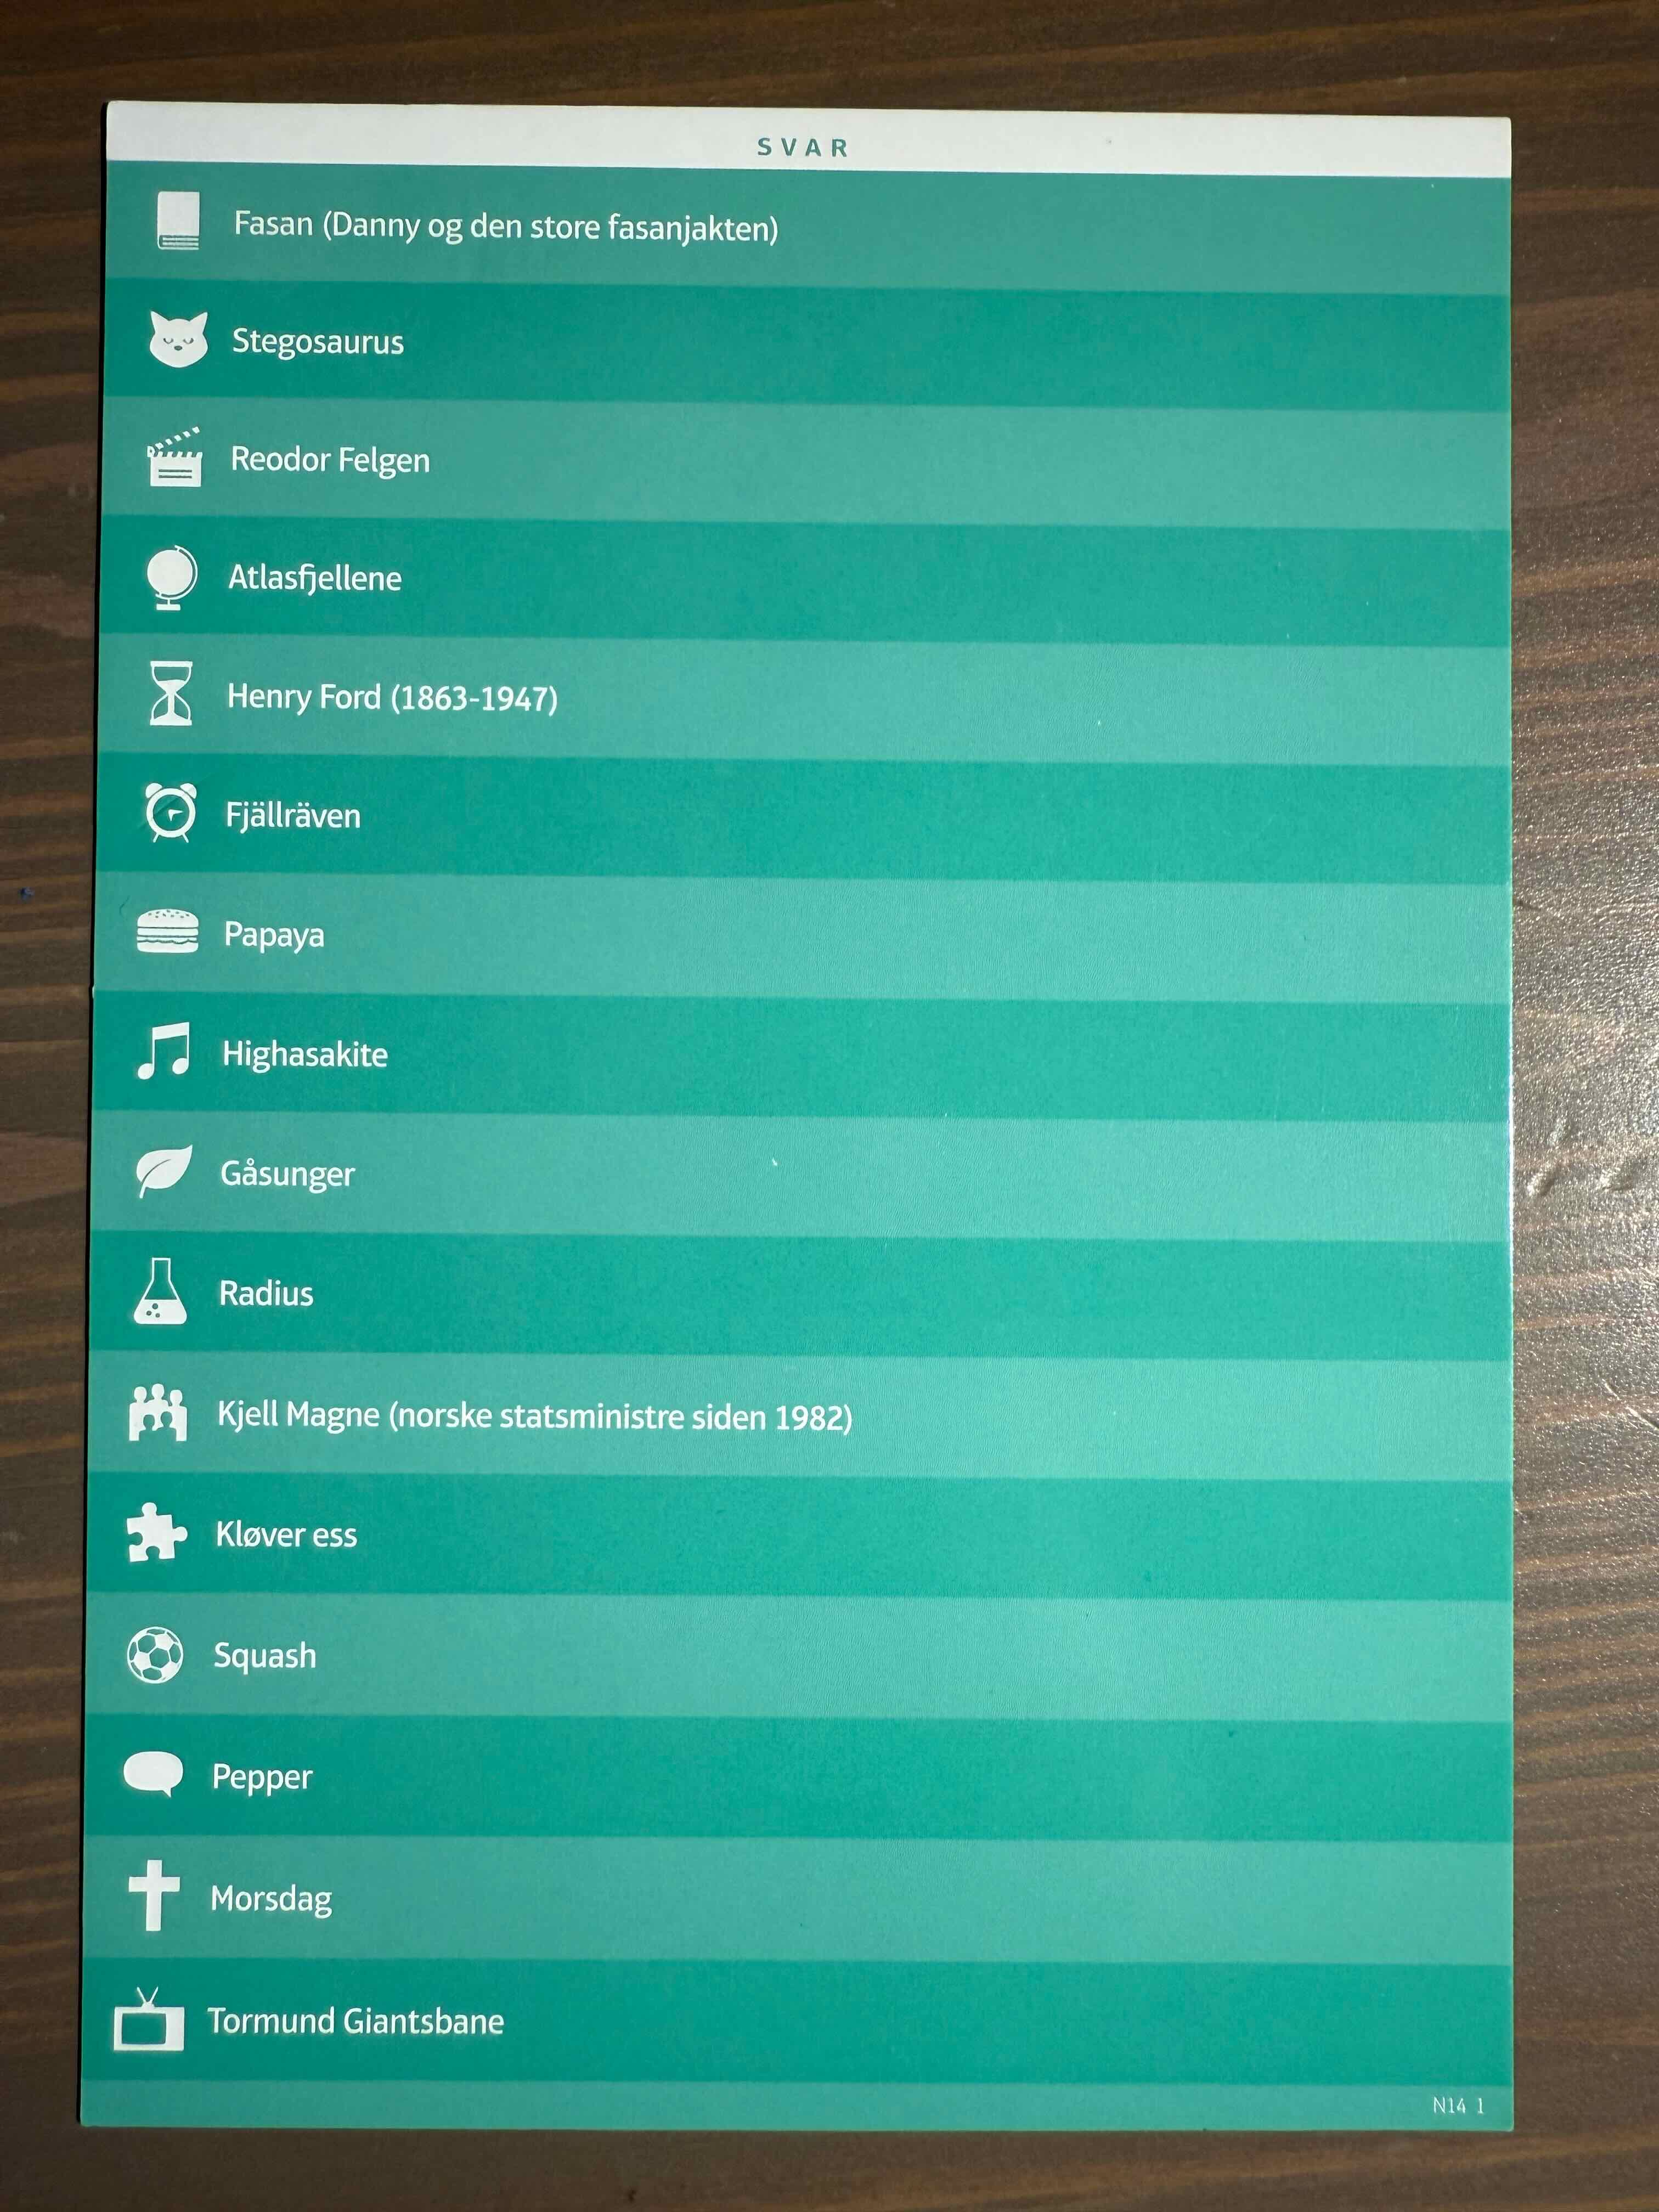 SVAR
Fasan (Danny og den store fasanjakten)
Stegosaurus
Reodor Felgen
Atlasfjellene
Henry Ford (1863-1947)
Fjällräven
Papaya
Highasakite
Gåsunger
Radius
Kjell Magne (norske statsministre siden 1982)
Kløver ess
Squash
Pepper
Morsdag
Tormund Giantsbane
N14 1